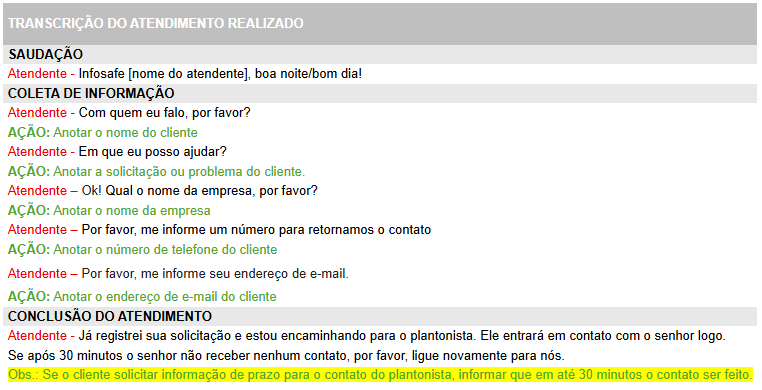 TRANSCRIÇÃO DO ATENDIMENTO REALIZADO
SAUDAÇÃO
Atendente - Infosafe [nome do atendente], boa noite/bom dia!
COLETA DE INFORMAÇÃO
Atendente - Com quem eu falo, por favor?
AÇÃO: Anotar o nome do cliente
Atendente - Em que eu posso ajudar?
AÇÃO: Anotar a solicitação ou problema do cliente.
Atendente – Ok! Qual o nome da empresa, por favor?
AÇÃO: Anotar o nome da empresa
Atendente – Por favor, me informe um número para retornamos o contato
AÇÃO: Anotar o número de telefone do cliente
Atendente – Por favor, me informe seu endereço de e-mail.
AÇÃO: Anotar o endereço de e-mail do cliente
CONCLUSÃO DO ATENDIMENTO
Atendente - Já registrei sua solicitação e estou encaminhando para o plantonista. Ele entrará em contato com o senhor logo.
Se após 30 minutos o senhor não receber nenhum contato, por favor, ligue novamente para nós.
Obs.: Se o cliente solicitar informação de prazo para o contato do plantonista, informar que em até 30 minutos o contato ser feito.